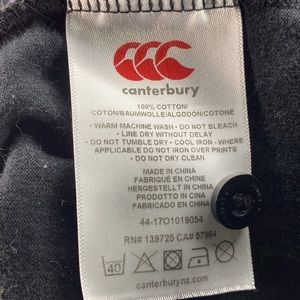 canterbury
100% COTTON/
COTON/BAUMWOLLE/ALGODÓN/COTONE
- WARM MACHINE WASH - DO NOT BLEACH
- LINE DRY WITHOUT DELAY
- DO NOT TUMBLE DRY - COOL IRON - WHERE
APPLICABLE DO NOT IRON OVER PRINTS
- DO NOT DRY CLEAN
MADE IN CHINA
FABRIQUÉ EN CHINE
HERGESTELLT IN CHINA
PRODOTTO IN CINA
FABRICADO EN CHINA
44-17O1019054
RN# 139725 CA# 57964
40
canterburynz.com